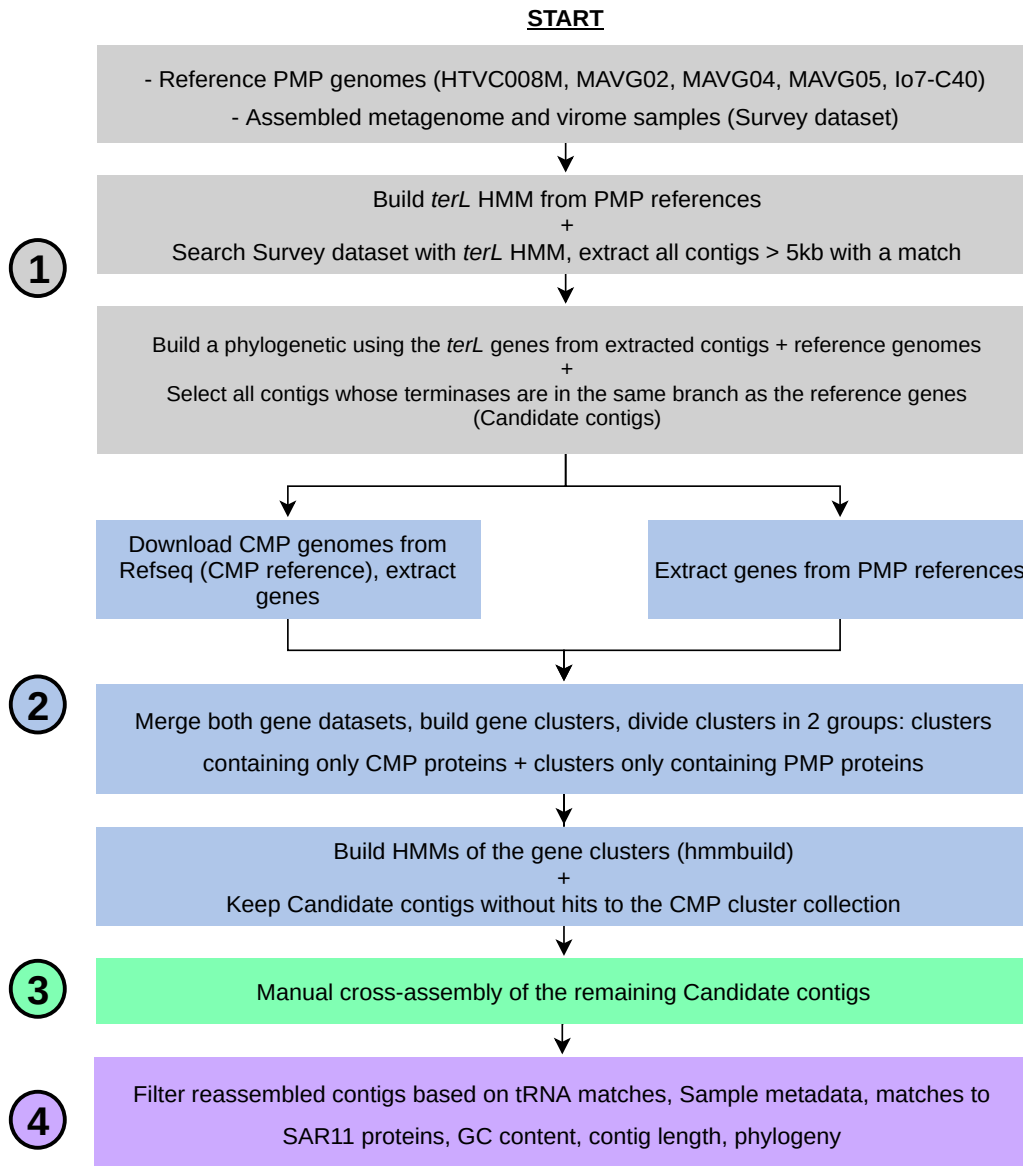 START
- Reference PMP genomes (HTVC008M, MAVG02, MAVG04, MAVG05, Io7-C40)
- Assembled metagenome and virome samples (Survey dataset)
Build terL HMM from PMP references
+
Search Survey dataset with terL HMM, extract all contigs > 5kb with a match
1
Build a phylogenetic using the terL genes from extracted contigs + reference genomes
+
Select all contigs whose terminases are in the same branch as the reference genes
(Candidate contigs)
Download CMP genomes from
Refseq (CMP reference), extract
genes
Extract genes from PMP references
2
Merge both gene datasets, build gene clusters, divide clusters in 2 groups: clusters
containing only CMP proteins + clusters only containing PMP proteins
Build HMMs of the gene clusters (hmmbuild)
+
Keep Candidate contigs without hits to the CMP cluster collection
3
Manual cross-assembly of the remaining Candidate contigs
4
Filter reassembled contigs based on tRNA matches, Sample metadata, matches to
SAR11 proteins, GC content, contig length, phylogeny